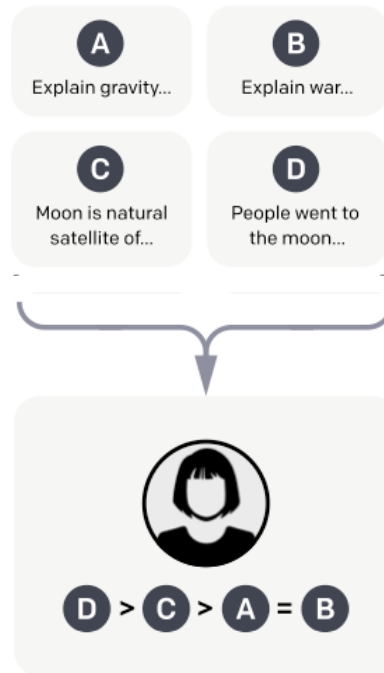 A
Explain gravity...
B
Explain war...
C
Moon is natural
satellite of...
D
People went to
the moon...
D > C > A = B